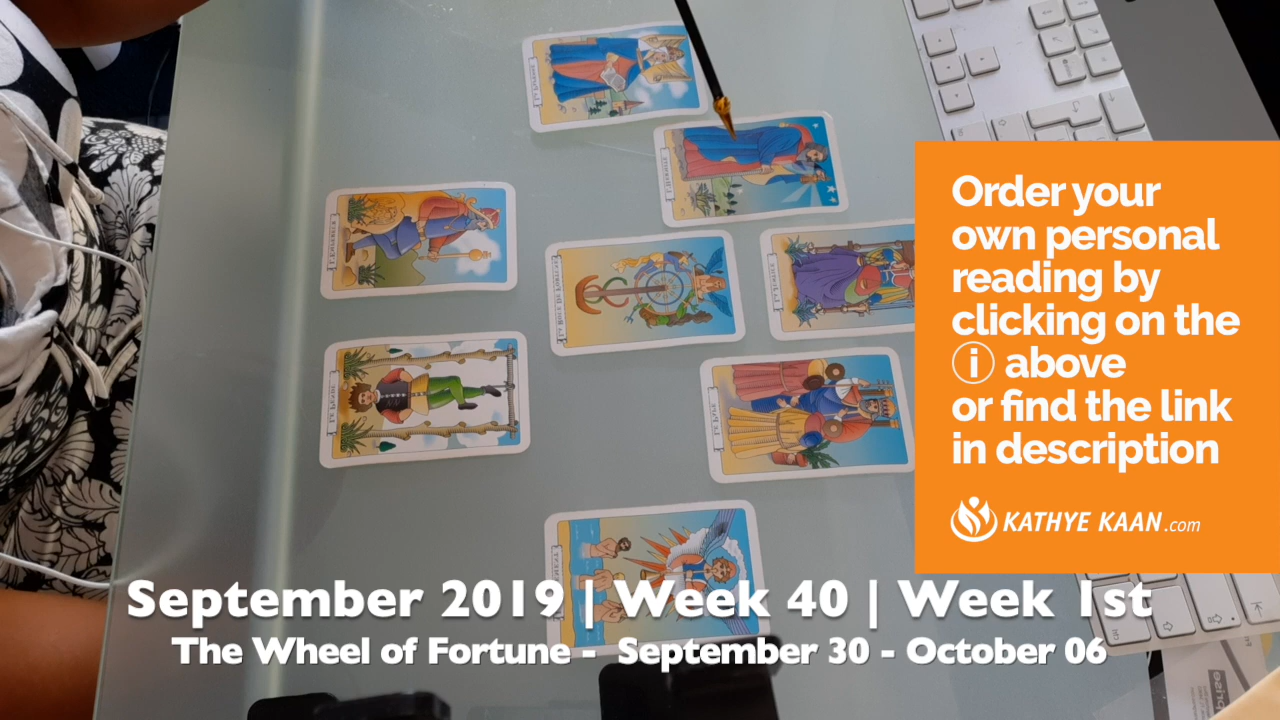 Order your
own personal
reading by
clicking on the
i above
or find the link
in description
KATHYE KAAN.com
September 2019 | Week 40 | Week 1st
The Wheel of Fortune - September 30 - October 06